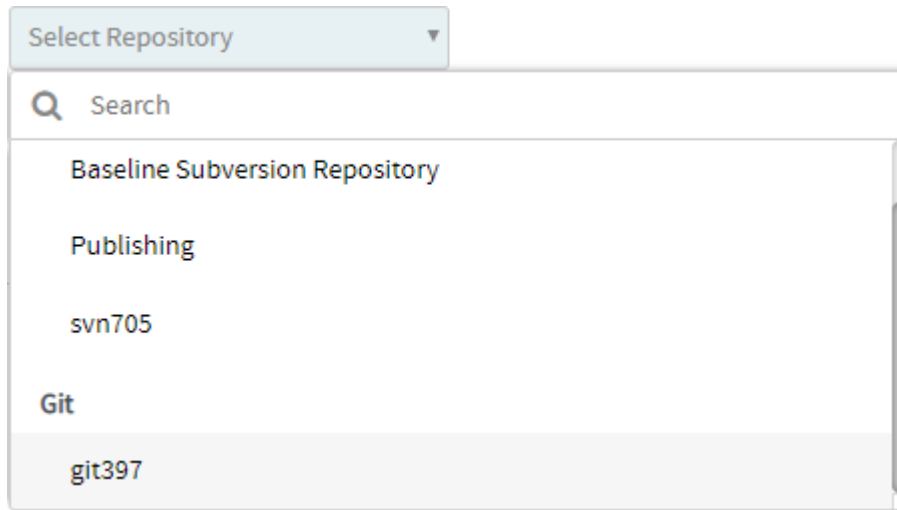 Select Repository
Search
Baseline Subversion Repository
Publishing
svn705
Git
git397